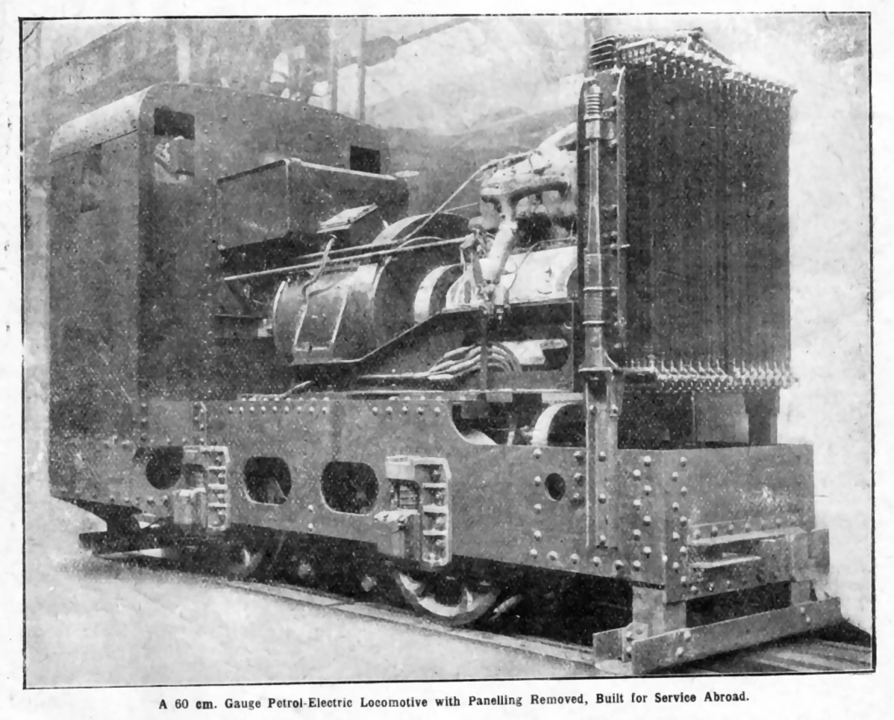 A 60 cm. Gauge Petrol-Electric Locomotive with Panelling Removed, Built for Service Abroad.